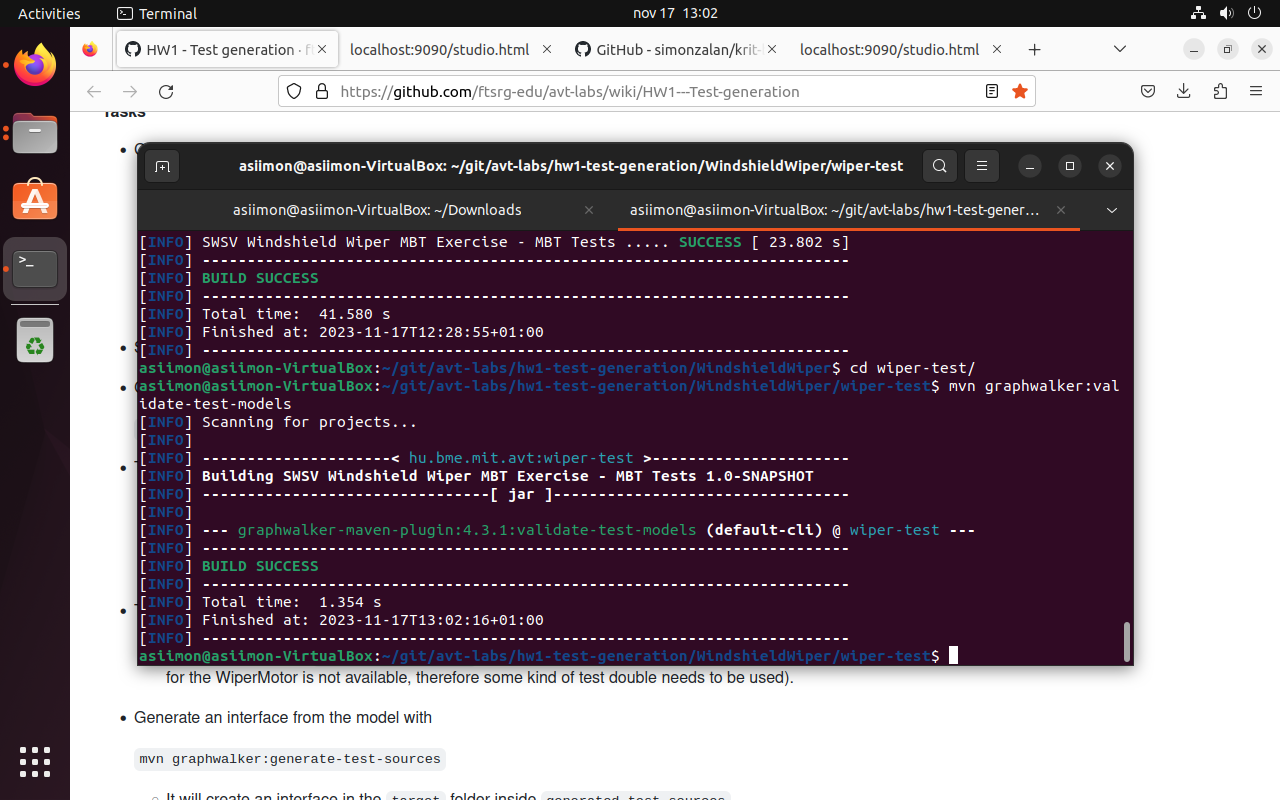 Activities
Terminal
nov 17 13:02
HW1 - Test generation · f
localhost:9090/studio.html
GitHub - simonzalan/krit-
localhost:9090/studio.html
https://github.com/ftsrg-edu/avt-labs/wiki/HW1---Test-generation
Tasks
asiimon@asiimon-VirtualBox: ~/git/avt-labs/hw1-test-generation/WindshieldWiper/wiper-test
asiimon@asiimon-VirtualBox: ~/Downloads
asiimon@asiimon-VirtualBox: ~/git/avt-labs/hw1-test-gener...
[INFO] SWSV Windshield Wiper MBT Exercise - MBT Tests ..... SUCCESS [ 23.802 s]
[INFO] ------------------------------------------------------------------------
[INFO] BUILD SUCCESS
[INFO] ------------------------------------------------------------------------
[INFO] Total time:  41.580 s
[INFO] Finished at: 2023-11-17T12:28:55+01:00
[INFO] ------------------------------------------------------------------------
asiimon@asiimon-VirtualBox:~/git/avt-labs/hw1-test-generation/WindshieldWiper$ cd wiper-test/
asiimon@asiimon-VirtualBox:~/git/avt-labs/hw1-test-generation/WindshieldWiper/wiper-test$ mvn graphwalker:val
idate-test-models
[INFO] Scanning for projects...
[INFO]
[INFO] ---------------------< hu.bme.mit.avt:wiper-test >----------------------
[INFO] Building SWSV Windshield Wiper MBT Exercise - MBT Tests 1.0-SNAPSHOT
[INFO] --------------------------------[ jar ]---------------------------------
[INFO]
[INFO] --- graphwalker-maven-plugin:4.3.1:validate-test-models (default-cli) @ wiper-test ---
[INFO] ------------------------------------------------------------------------
[INFO] BUILD SUCCESS
[INFO] ------------------------------------------------------------------------
[INFO] Total time:  1.354 s
[INFO] Finished at: 2023-11-17T13:02:16+01:00
[INFO] ------------------------------------------------------------------------
asiimon@asiimon-VirtualBox:~/git/avt-labs/hw1-test-generation/WindshieldWiper/wiper-test$
for the WiperMotor is not available, therefore some kind of test double needs to be used).
Generate an interface from the model with
mvn graphwalker:generate-test-sources
It will create an interface in the target folder inside generated-test-sources